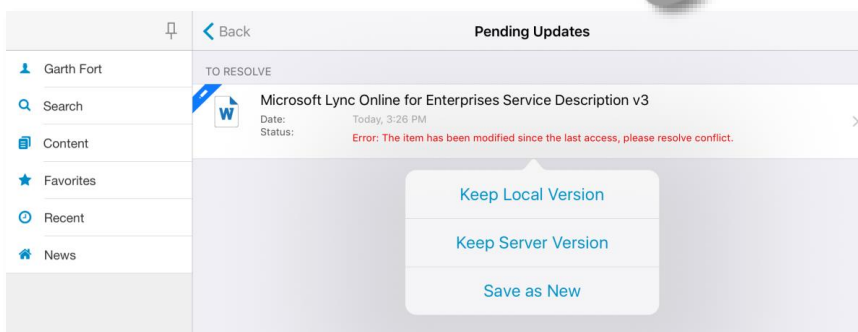 Back
Pending Updates
Garth Fort
Search
Content
Favorites
Recent
News
TO RESOLVE
W
Microsoft Lync Online for Enterprises Service Description v3
Date: Today, 3:26 PM
Status: Error: The item has been modified since the last access, please resolve conflict.
Keep Local Version
Keep Server Version
Save as New